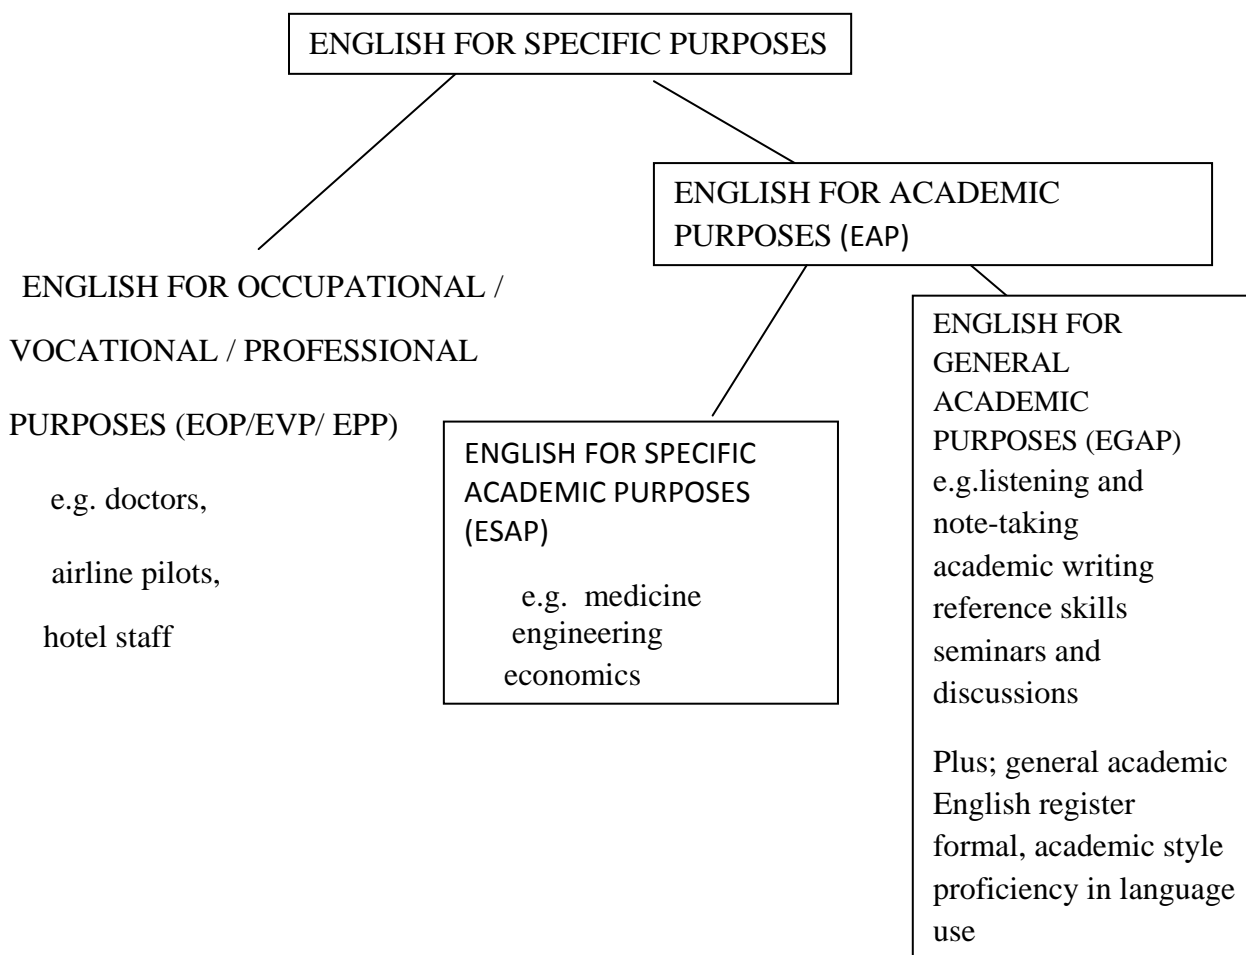 ENGLISH FOR SPECIFIC PURPOSES
ENGLISH FOR ACADEMIC
PURPOSES (EAP)
ENGLISH FOR OCCUPATIONAL /
VOCATIONAL / PROFESSIONAL
PURPOSES (EOP/EVP/ EPP)
e.g. doctors,
airline pilots,
hotel staff
ENGLISH FOR SPECIFIC
ACADEMIC PURPOSES
(ESAP)
e.g. medicine
engineering
economics
ENGLISH FOR
GENERAL
ACADEMIC
PURPOSES (EGAP)
e.g.listening and
note-taking
academic writing
reference skills
seminars and
discussions
Plus; general academic
English register
formal, academic style
proficiency in language
use